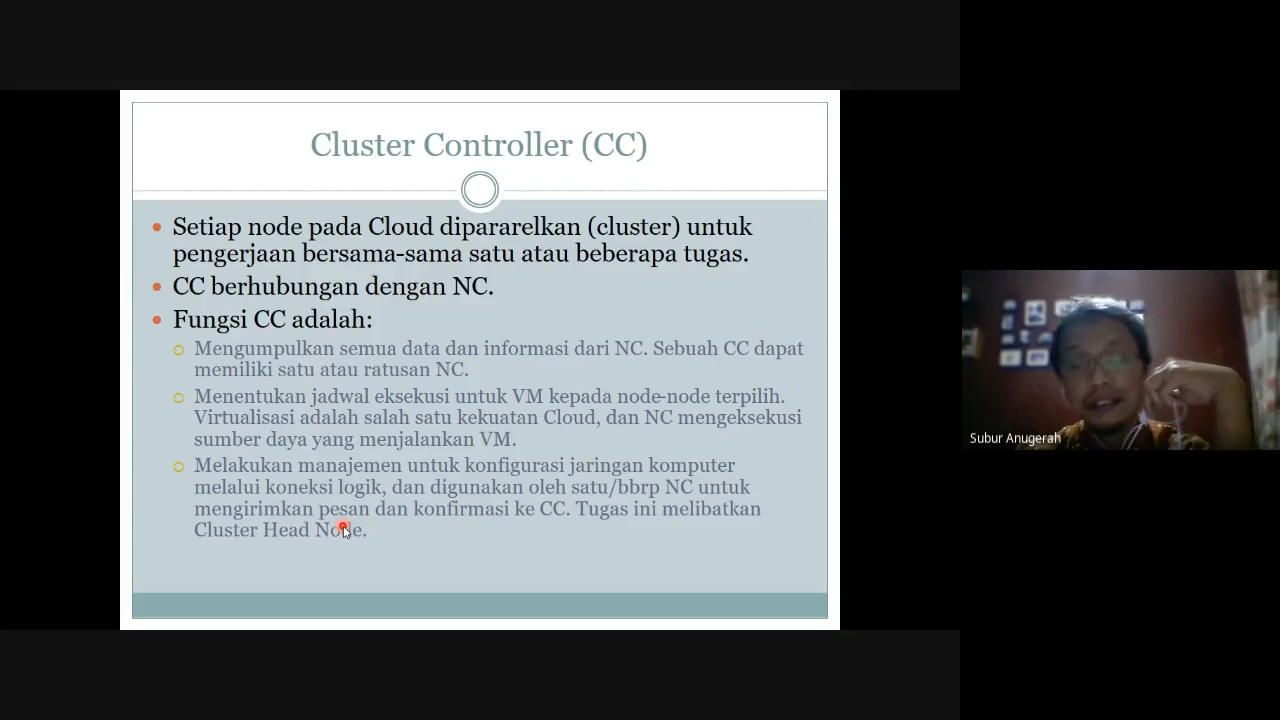 Cluster Controller (CC)
Setiap node pada Cloud dipararelkan (cluster) untuk
pengerjaan bersama-sama satu atau beberapa tugas.
CC berhubungan dengan NC.
Fungsi CC adalah:
Mengumpulkan semua data dan informasi dari NC. Sebuah CC dapat
memiliki satu atau ratusan NC.
Menentukan jadwal eksekusi untuk VM kepada node-node terpilih.
Virtualisasi adalah salah satu kekuatan Cloud, dan NC mengeksekusi
sumber daya yang menjalankan VM.
Melakukan manajemen untuk konfigurasi jaringan komputer
melalui koneksi logik, dan digunakan oleh satu/bbrp NC untuk
mengirimkan pesan dan konfirmasi ke CC. Tugas ini melibatkan
Cluster Head Node.
Subur Anugerah